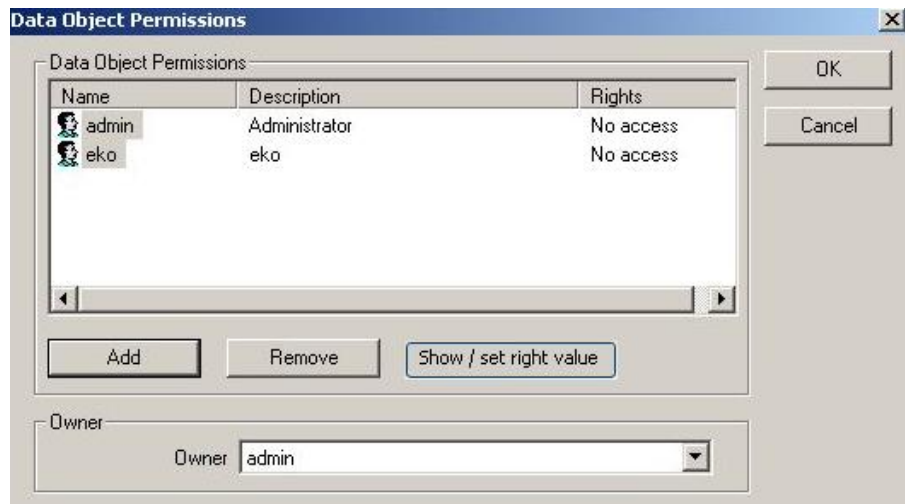 Data Object Permissions
Data Object Permissions
OK
Name Description Rights
admin Administrator No access
Cancel
eko eko No access
Add Remove Show / set right value
Owner
Owner admin